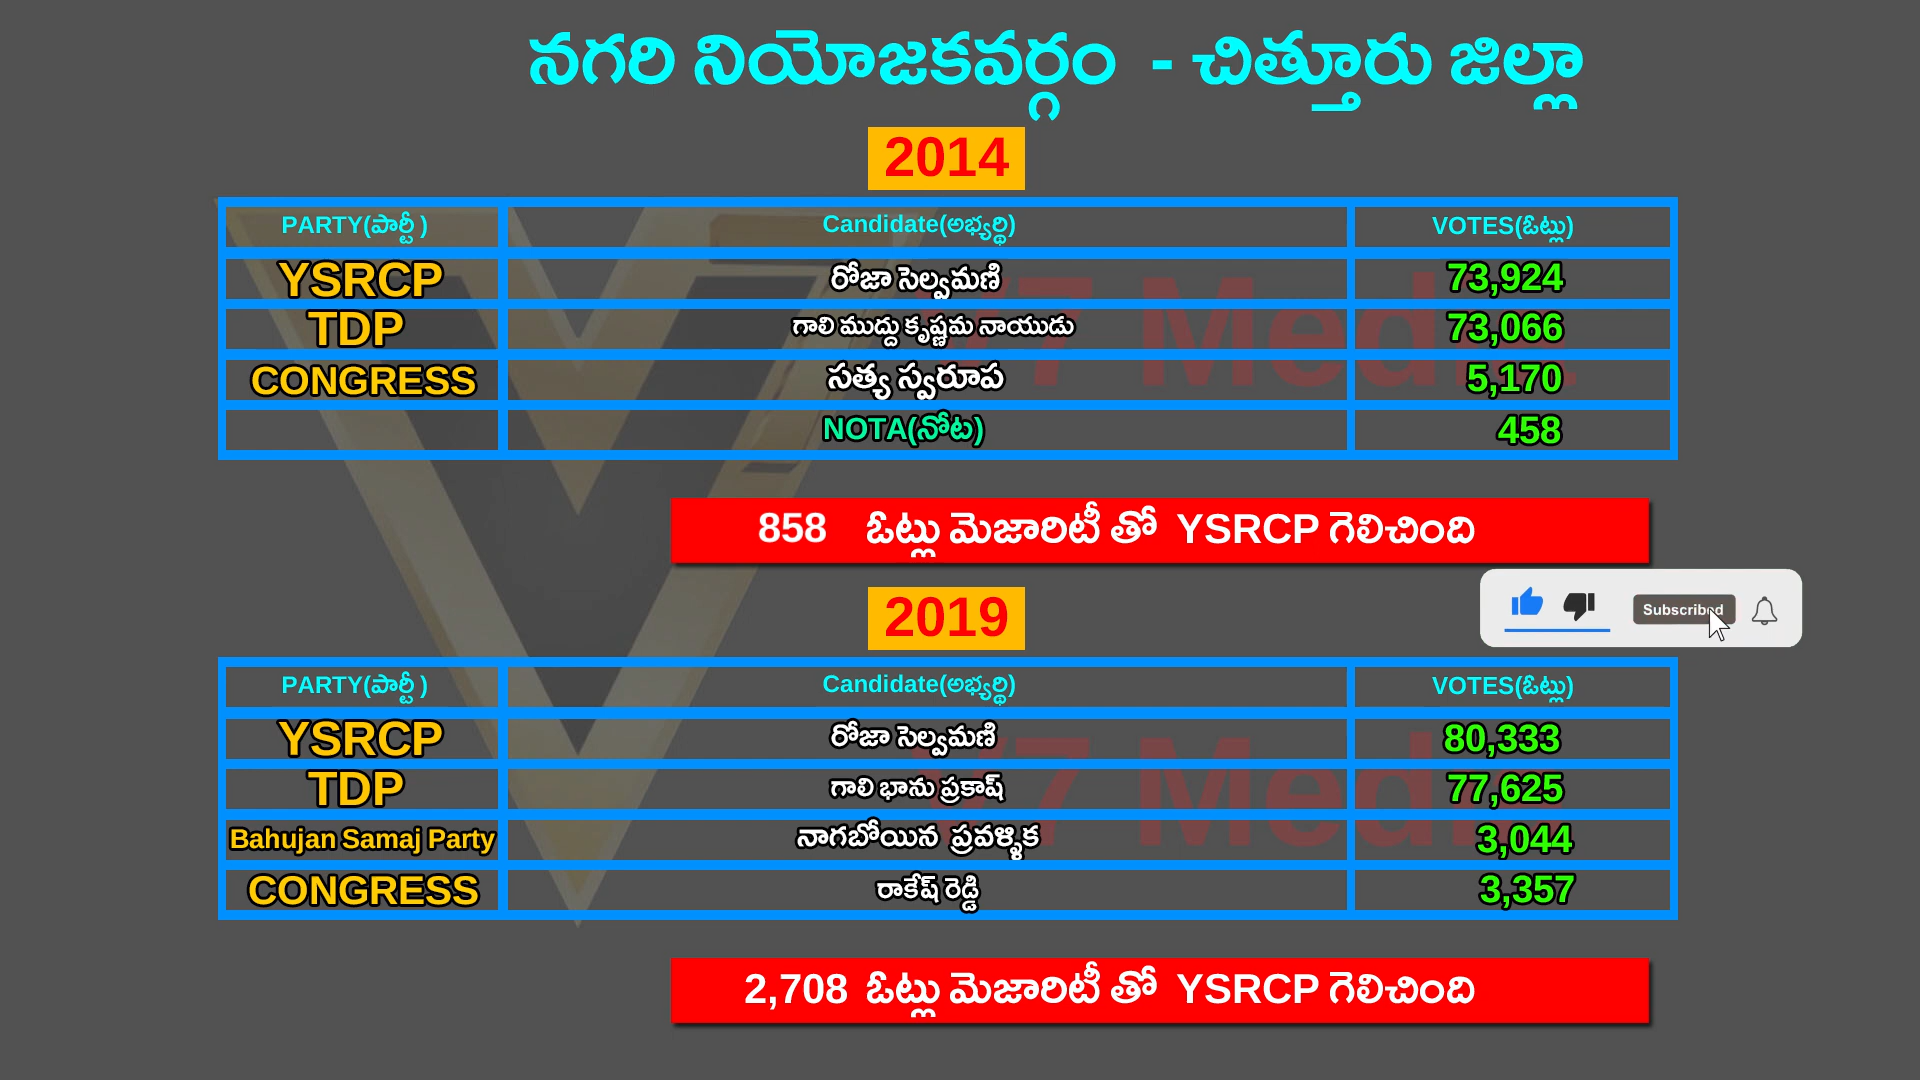 నగరి నియోజకవర్గం - చిత్తూరు జిల్లా
2014
PARTY(పార్టీ) Candidate(అభ్యర్థి) VOTES(ఓట్లు)
YSRCP రోజా సెల్వమణి 73,924
TDP గాలి ముద్దు కృష్ణమ నాయుడు 73,066
CONGRESS సత్య స్వరూప 5,170
NOTA(నోట) 458
858 ఓట్లు మెజారిటీ తో YSRCP గెలిచింది
2019
Subscribed
PARTY(పార్టీ) Candidate(అభ్యర్థి) VOTES(ఓట్లు)
YSRCP రోజా సెల్వమణి 80,333
TDP గాలి భాను ప్రకాష్ 77,625
Bahujan Samaj Party నాగబోయిన ప్రవళ్ళిక 3,044
CONGRESS రాకేష్ రెడ్డి 3,357
2,708 ఓట్లు మెజారిటీ తో YSRCP గెలిచింది